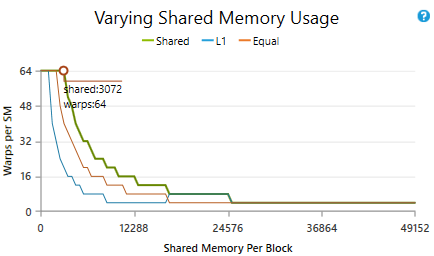 Varying Shared Memory Usage
?
Shared L1 Equal
64
shared:3072
warps:64
48
32
16
0
Warps per SM
0 12288 24576 36864 49152
Shared Memory Per Block